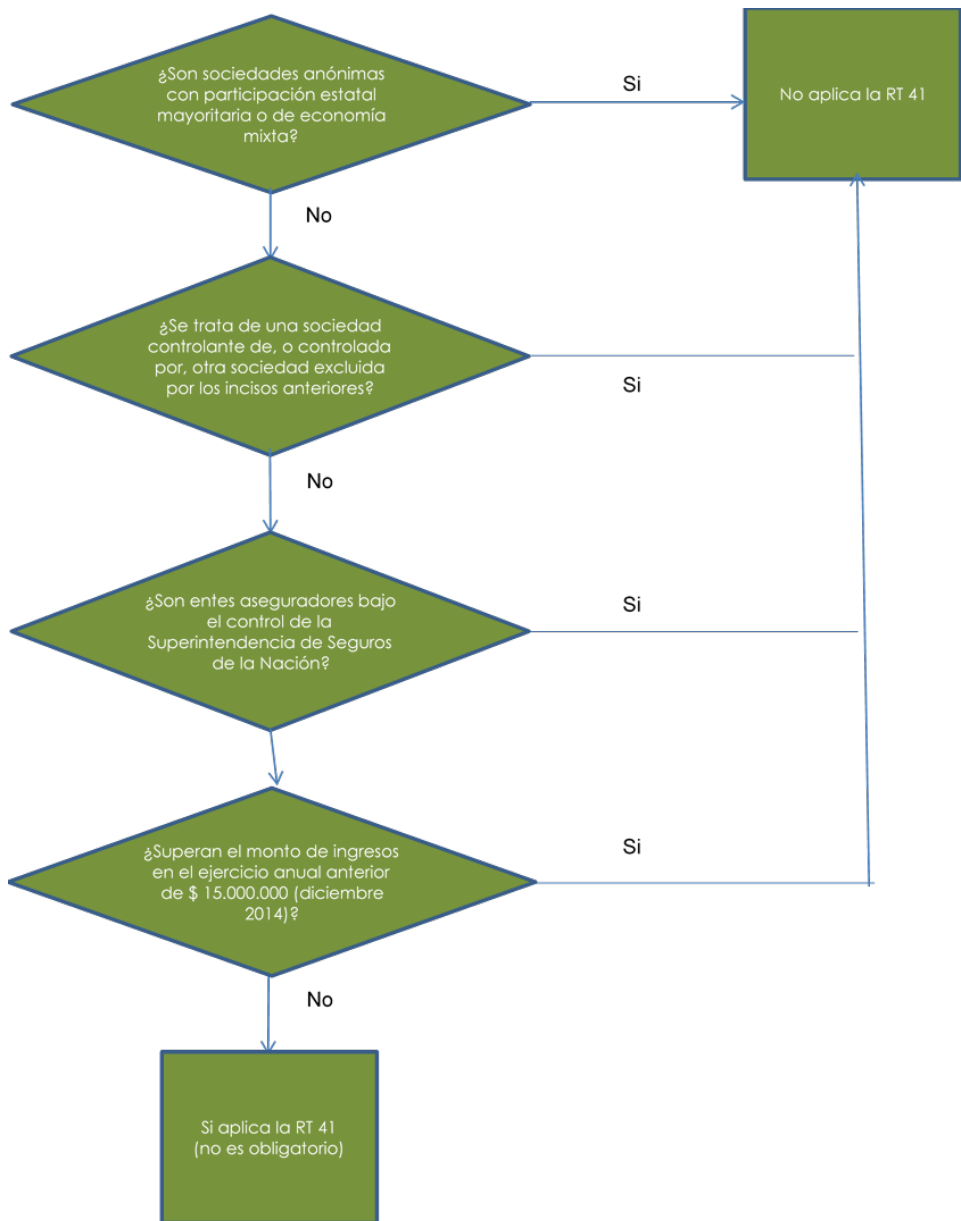 ¿Son sociedades anónimas
con participación estatal
mayoritaria o de economía
mixta?
Si
No aplica la RT 41
No
¿Se trata de una sociedad
controlante de, o controlada
por, otra sociedad excluida
por los incisos anteriores?
Si
No
¿Son entes aseguradores bajo
el control de la
Superintendencia de Seguros
de la Nación?
Si
¿Superan el monto de ingresos
en el ejercicio anual anterior
de $ 15.000.000 (diciembre
2014)?
Si
No
Si aplica la RT 41
(no es obligatorio)